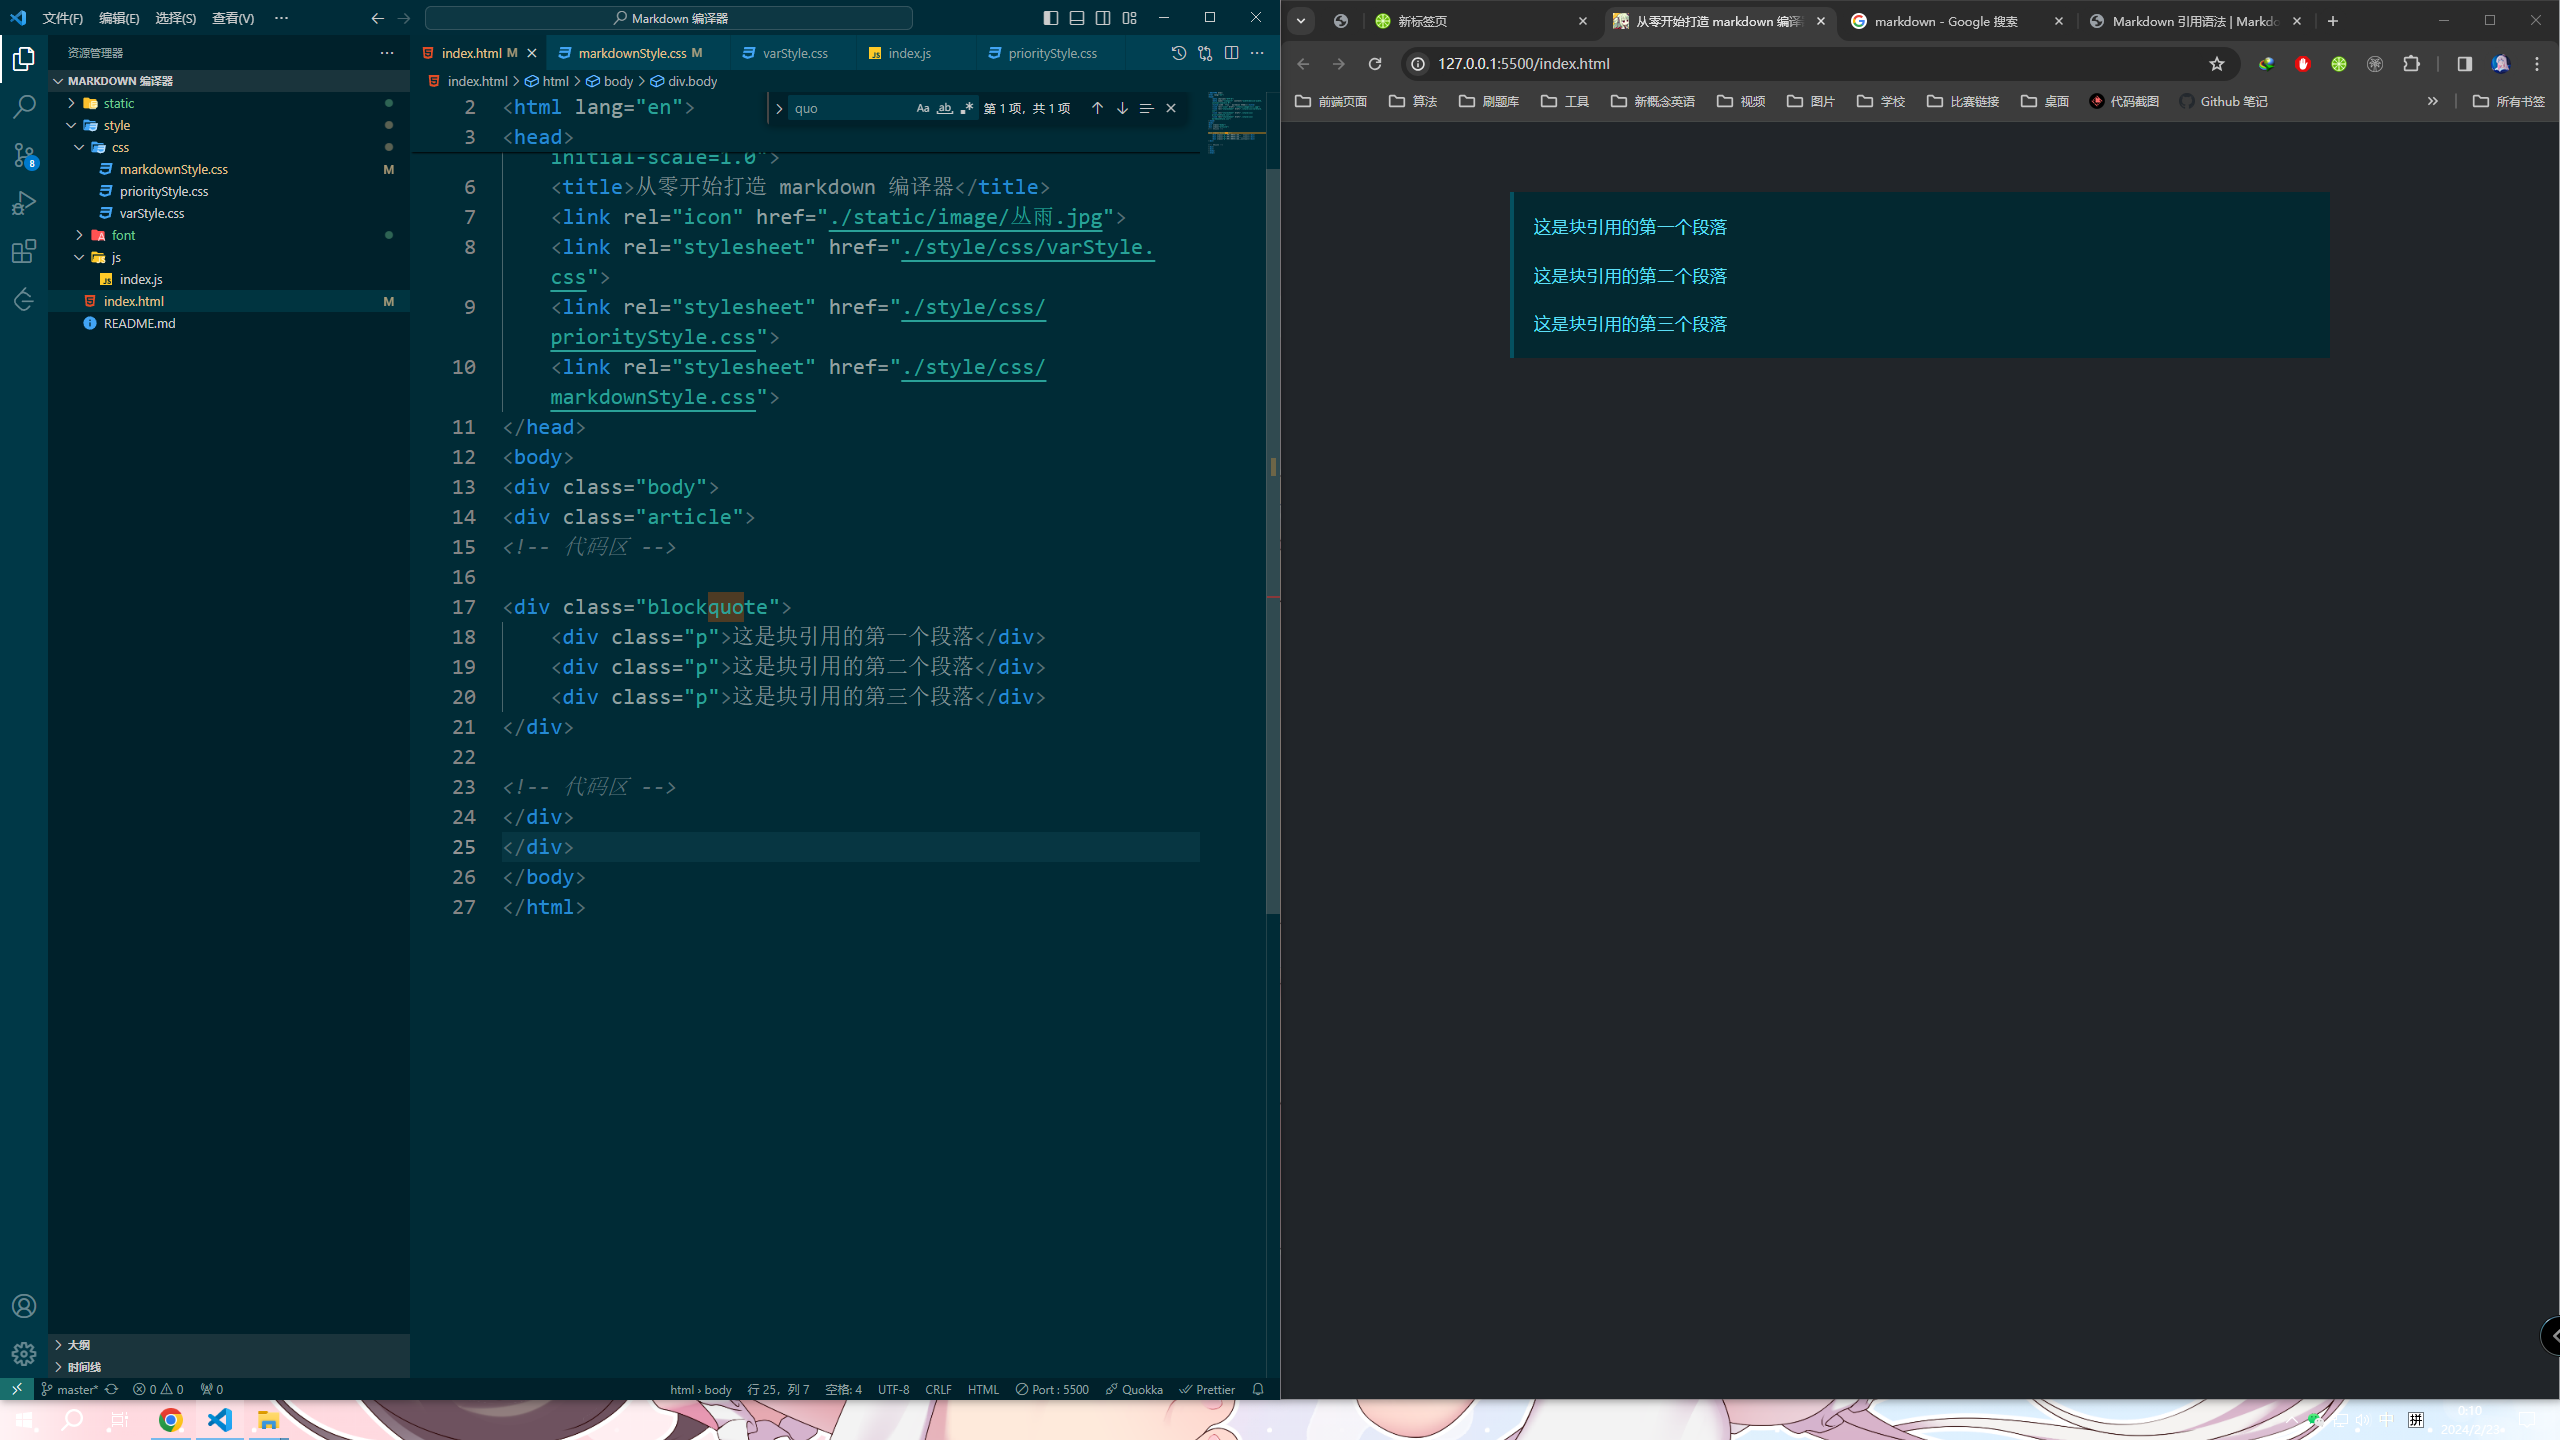 文件(F) 编辑(E) 选择(S) 查看(V) ··· Markdown 编译器
资源管理器
MARKDOWN 编译器
static
style
css
markdownStyle.css M
priorityStyle.css
varStyle.css
font
js
index.js
index.html M
README.md
大纲
时间线
8
index.html M markdownStyle.css M varStyle.css index.js priorityStyle.css
index.html > html > body > div.body
quo Aa ab 第 1 项，共 1 项
2 <html lang="en">
3 <head>
initial-scale=1.0">
6 <title>从零开始打造 markdown 编译器</title>
7 <link rel="icon" href="./static/image/丛雨.jpg">
8 <link rel="stylesheet" href="./style/css/varStyle.
css">
9 <link rel="stylesheet" href="./style/css/
priorityStyle.css">
10 <link rel="stylesheet" href="./style/css/
markdownStyle.css">
11 </head>
12 <body>
13 <div class="body">
14 <div class="article">
15 <!-- 代码区 -->
16
17 <div class="blockquote">
18 <div class="p">这是块引用的第一个段落</div>
19 <div class="p">这是块引用的第二个段落</div>
20 <div class="p">这是块引用的第三个段落</div>
21 </div>
22
23 <!-- 代码区 -->
24 </div>
25 </div>
26 </body>
27 </html>
master* 0 0 0 html › body 行 25，列 7 空格: 4 UTF-8 CRLF HTML Port : 5500 Quokka Prettier
新标签页 从零开始打造 markdown 编译 markdown - Google 搜索 Markdown 引用语法 | Markdo
127.0.0.1:5500/index.html
前端页面 算法 刷题库 工具 新概念英语 视频 图片 学校 比赛链接 桌面 代码截图 Github 笔记 » 所有书签
这是块引用的第一个段落
这是块引用的第二个段落
这是块引用的第三个段落
中 拼 0:10
2024/2/23